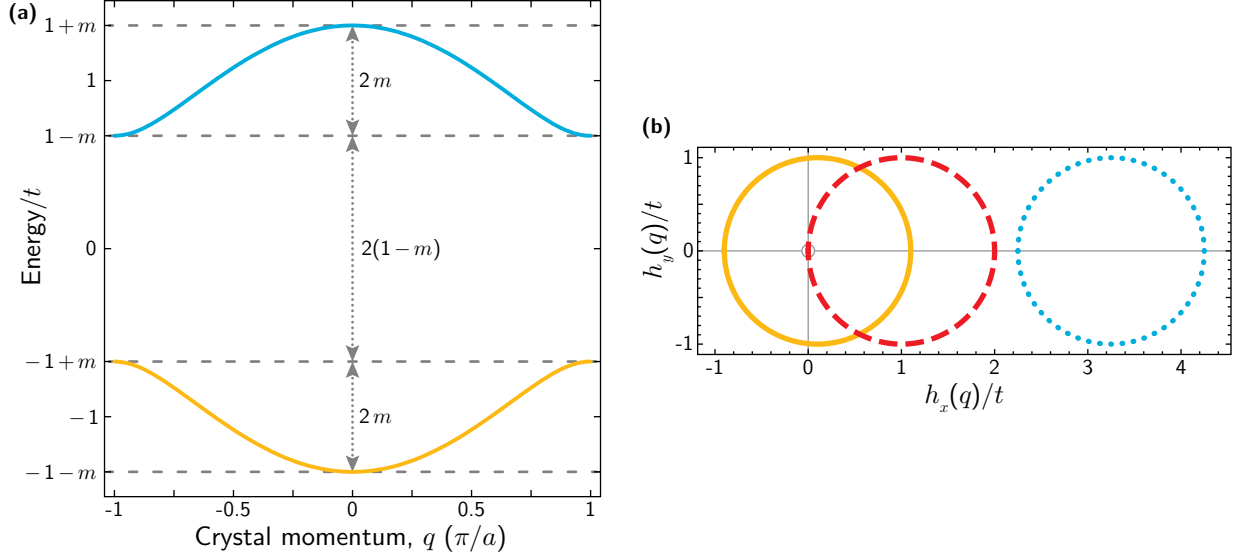 (a)
1+m
1
1−m
0
−1+m
−1
−1−m
Energy/t
2m
2(1−m)
2m
-1
-0.5
0
0.5
1
Crystal momentum, q (π/a)
(b)
1
0
-1
h_y(q)/t
-1
0
1
2
3
4
h_x(q)/t